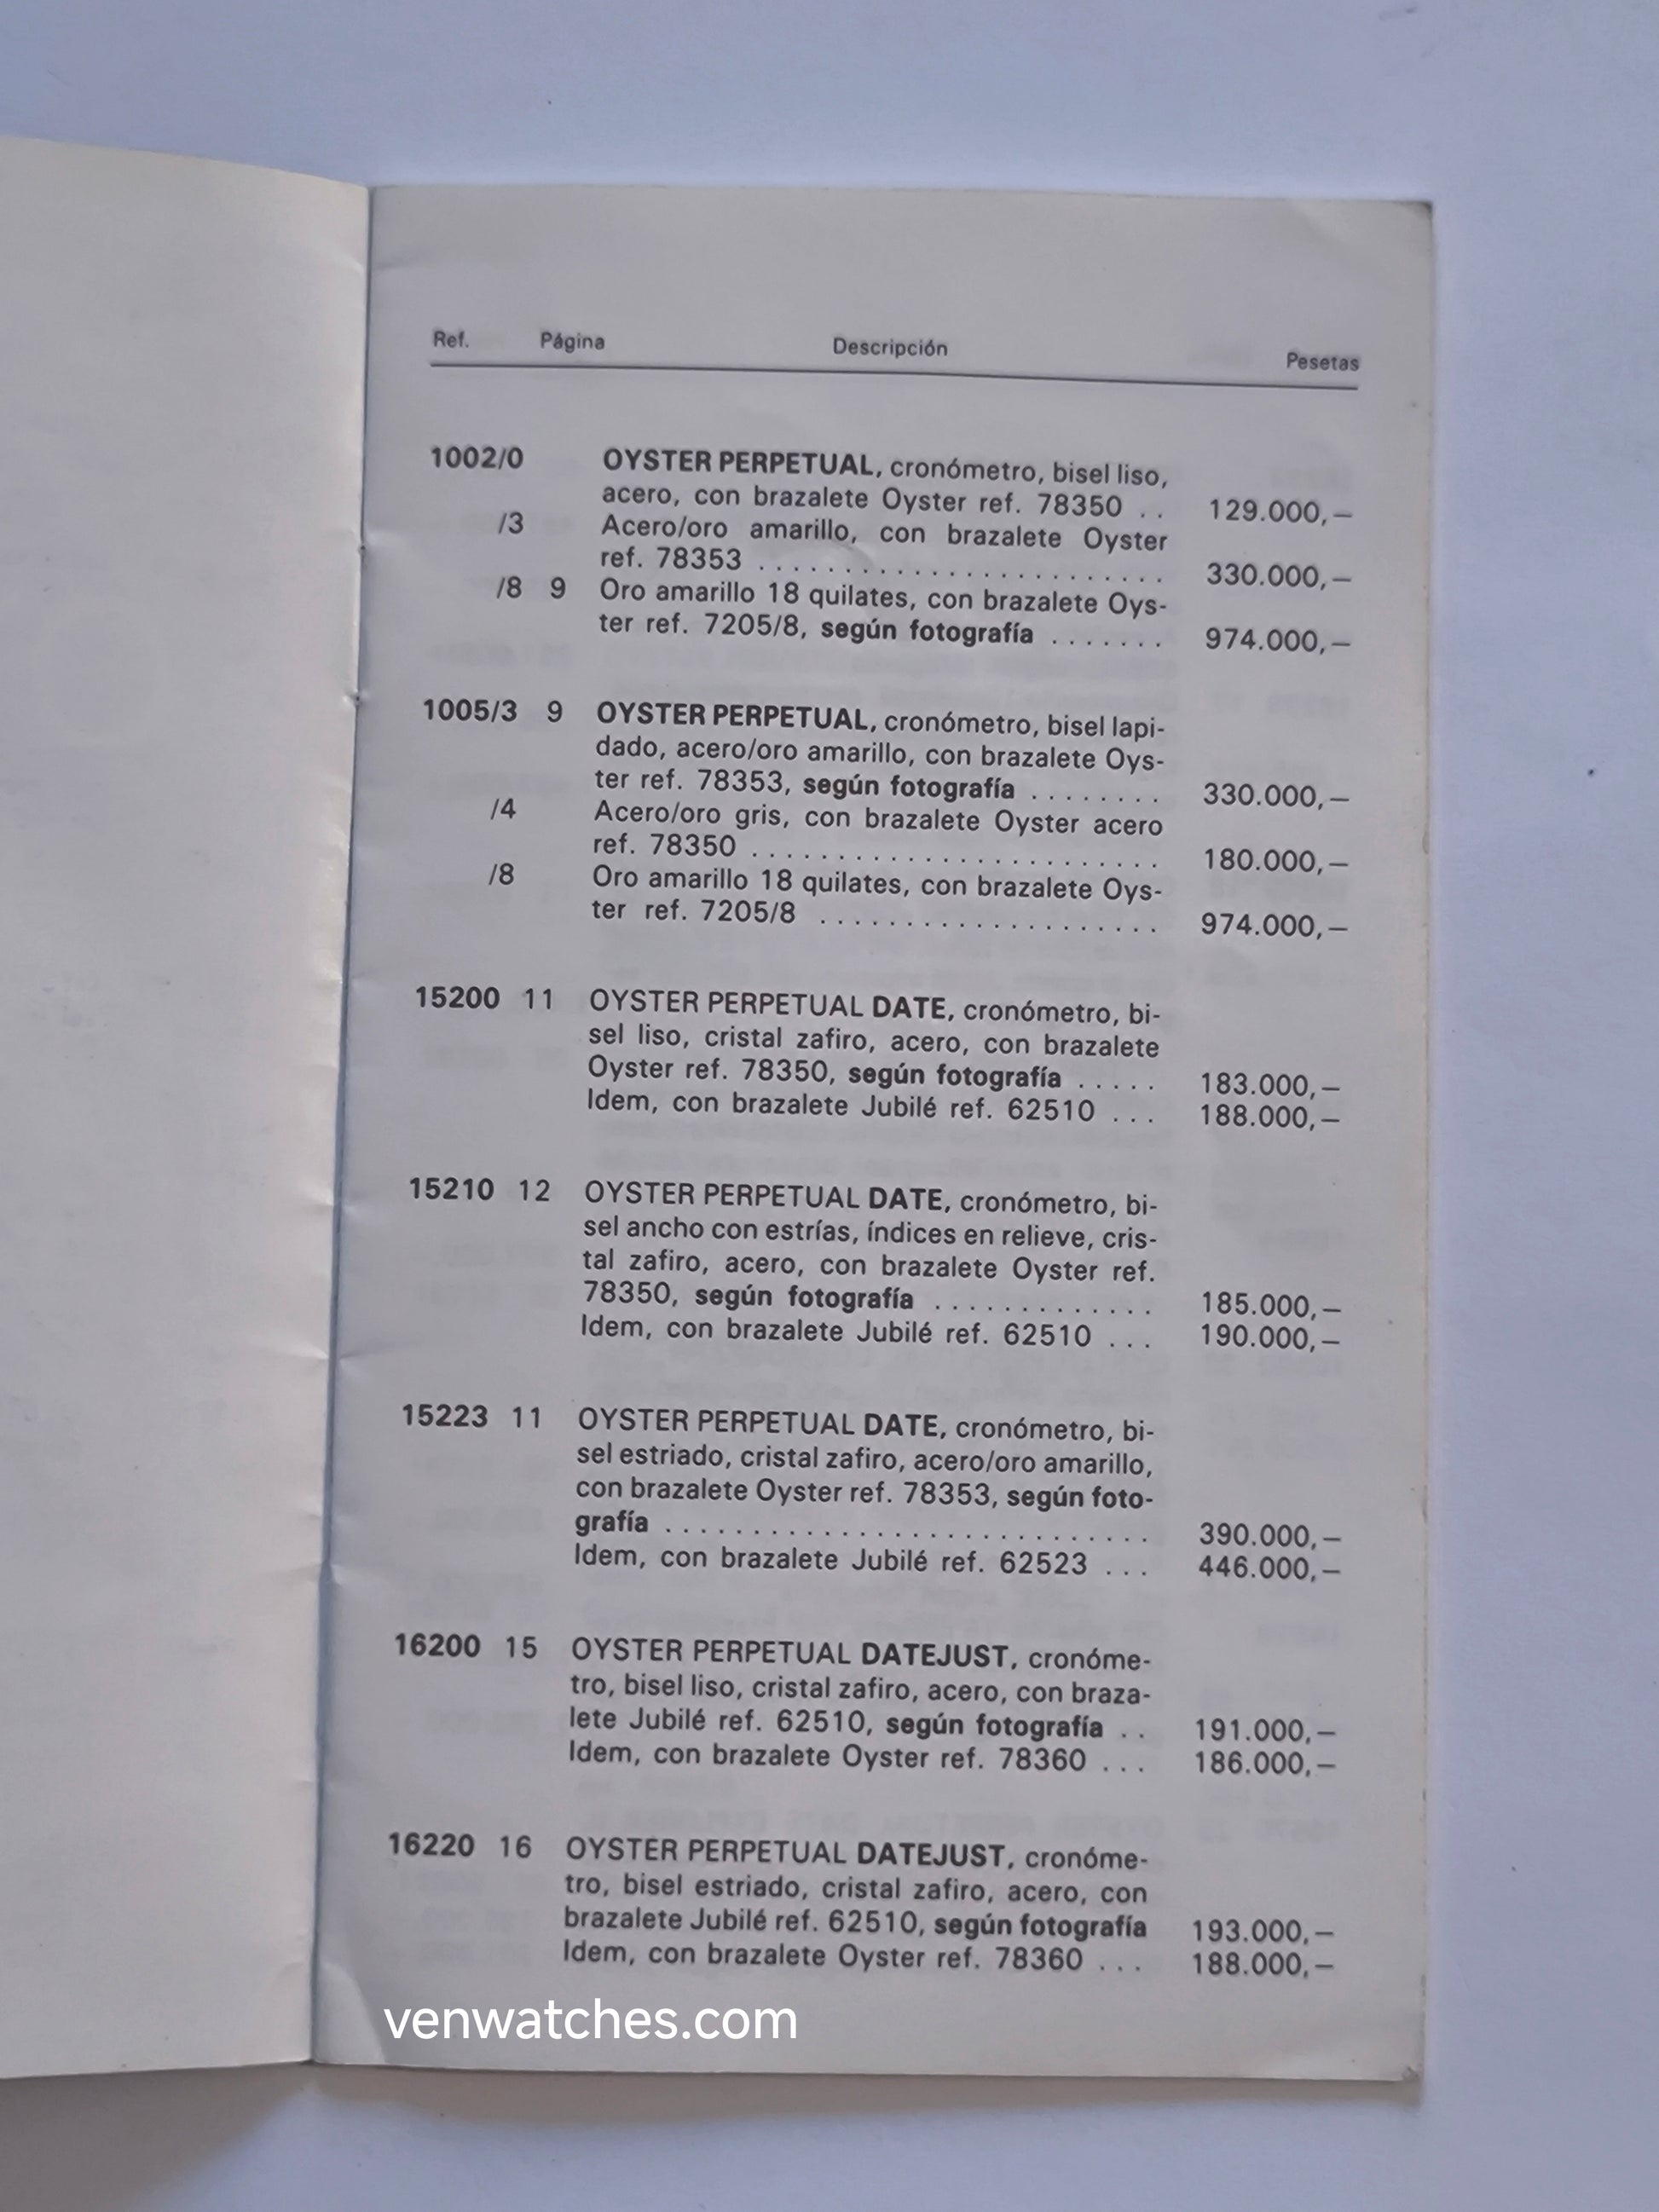 Ref. Página Descripción Pesetas
1002/0 OYSTER PERPETUAL, cronómetro, bisel liso,
acero, con brazalete Oyster ref. 78350 . . 129.000,—
/3 Acero/oro amarillo, con brazalete Oyster
ref. 78353 . . . . . . . . . . . . . . . . . . . . . . . . 330.000,—
/8 9 Oro amarillo 18 quilates, con brazalete Oys-
ter ref. 7205/8, según fotografía . . . . . . . 974.000,—
1005/3 9 OYSTER PERPETUAL, cronómetro, bisel lapi-
dado, acero/oro amarillo, con brazalete Oys-
ter ref. 78353, según fotografía . . . . . . . . 330.000,—
/4 Acero/oro gris, con brazalete Oyster acero
ref. 78350 . . . . . . . . . . . . . . . . . . . . . . . . 180.000,—
/8 Oro amarillo 18 quilates, con brazalete Oys-
ter ref. 7205/8 . . . . . . . . . . . . . . . . . . . . 974.000,—
15200 11 OYSTER PERPETUAL DATE, cronómetro, bi-
sel liso, cristal zafiro, acero, con brazalete
Oyster ref. 78350, según fotografía . . . . . 183.000,—
Idem, con brazalete Jubilé ref. 62510 . . . 188.000,—
15210 12 OYSTER PERPETUAL DATE, cronómetro, bi-
sel ancho con estrías, índices en relieve, cris-
tal zafiro, acero, con brazalete Oyster ref.
78350, según fotografía . . . . . . . . . . . . . 185.000,—
Idem, con brazalete Jubilé ref. 62510 . . . 190.000,—
15223 11 OYSTER PERPETUAL DATE, cronómetro, bi-
sel estriado, cristal zafiro, acero/oro amarillo,
con brazalete Oyster ref. 78353, según foto-
grafía . . . . . . . . . . . . . . . . . . . . . . . . . . . . 390.000,—
Idem, con brazalete Jubilé ref. 62523 . . . 446.000,—
16200 15 OYSTER PERPETUAL DATEJUST, cronóme-
tro, bisel liso, cristal zafiro, acero, con braza-
lete Jubilé ref. 62510, según fotografía . . 191.000,—
Idem, con brazalete Oyster ref. 78360 . . . 186.000,—
16220 16 OYSTER PERPETUAL DATEJUST, cronóme-
tro, bisel estriado, cristal zafiro, acero, con
brazalete Jubilé ref. 62510, según fotografía 193.000,—
Idem, con brazalete Oyster ref. 78360 . . . 188.000,—
venwatches.com